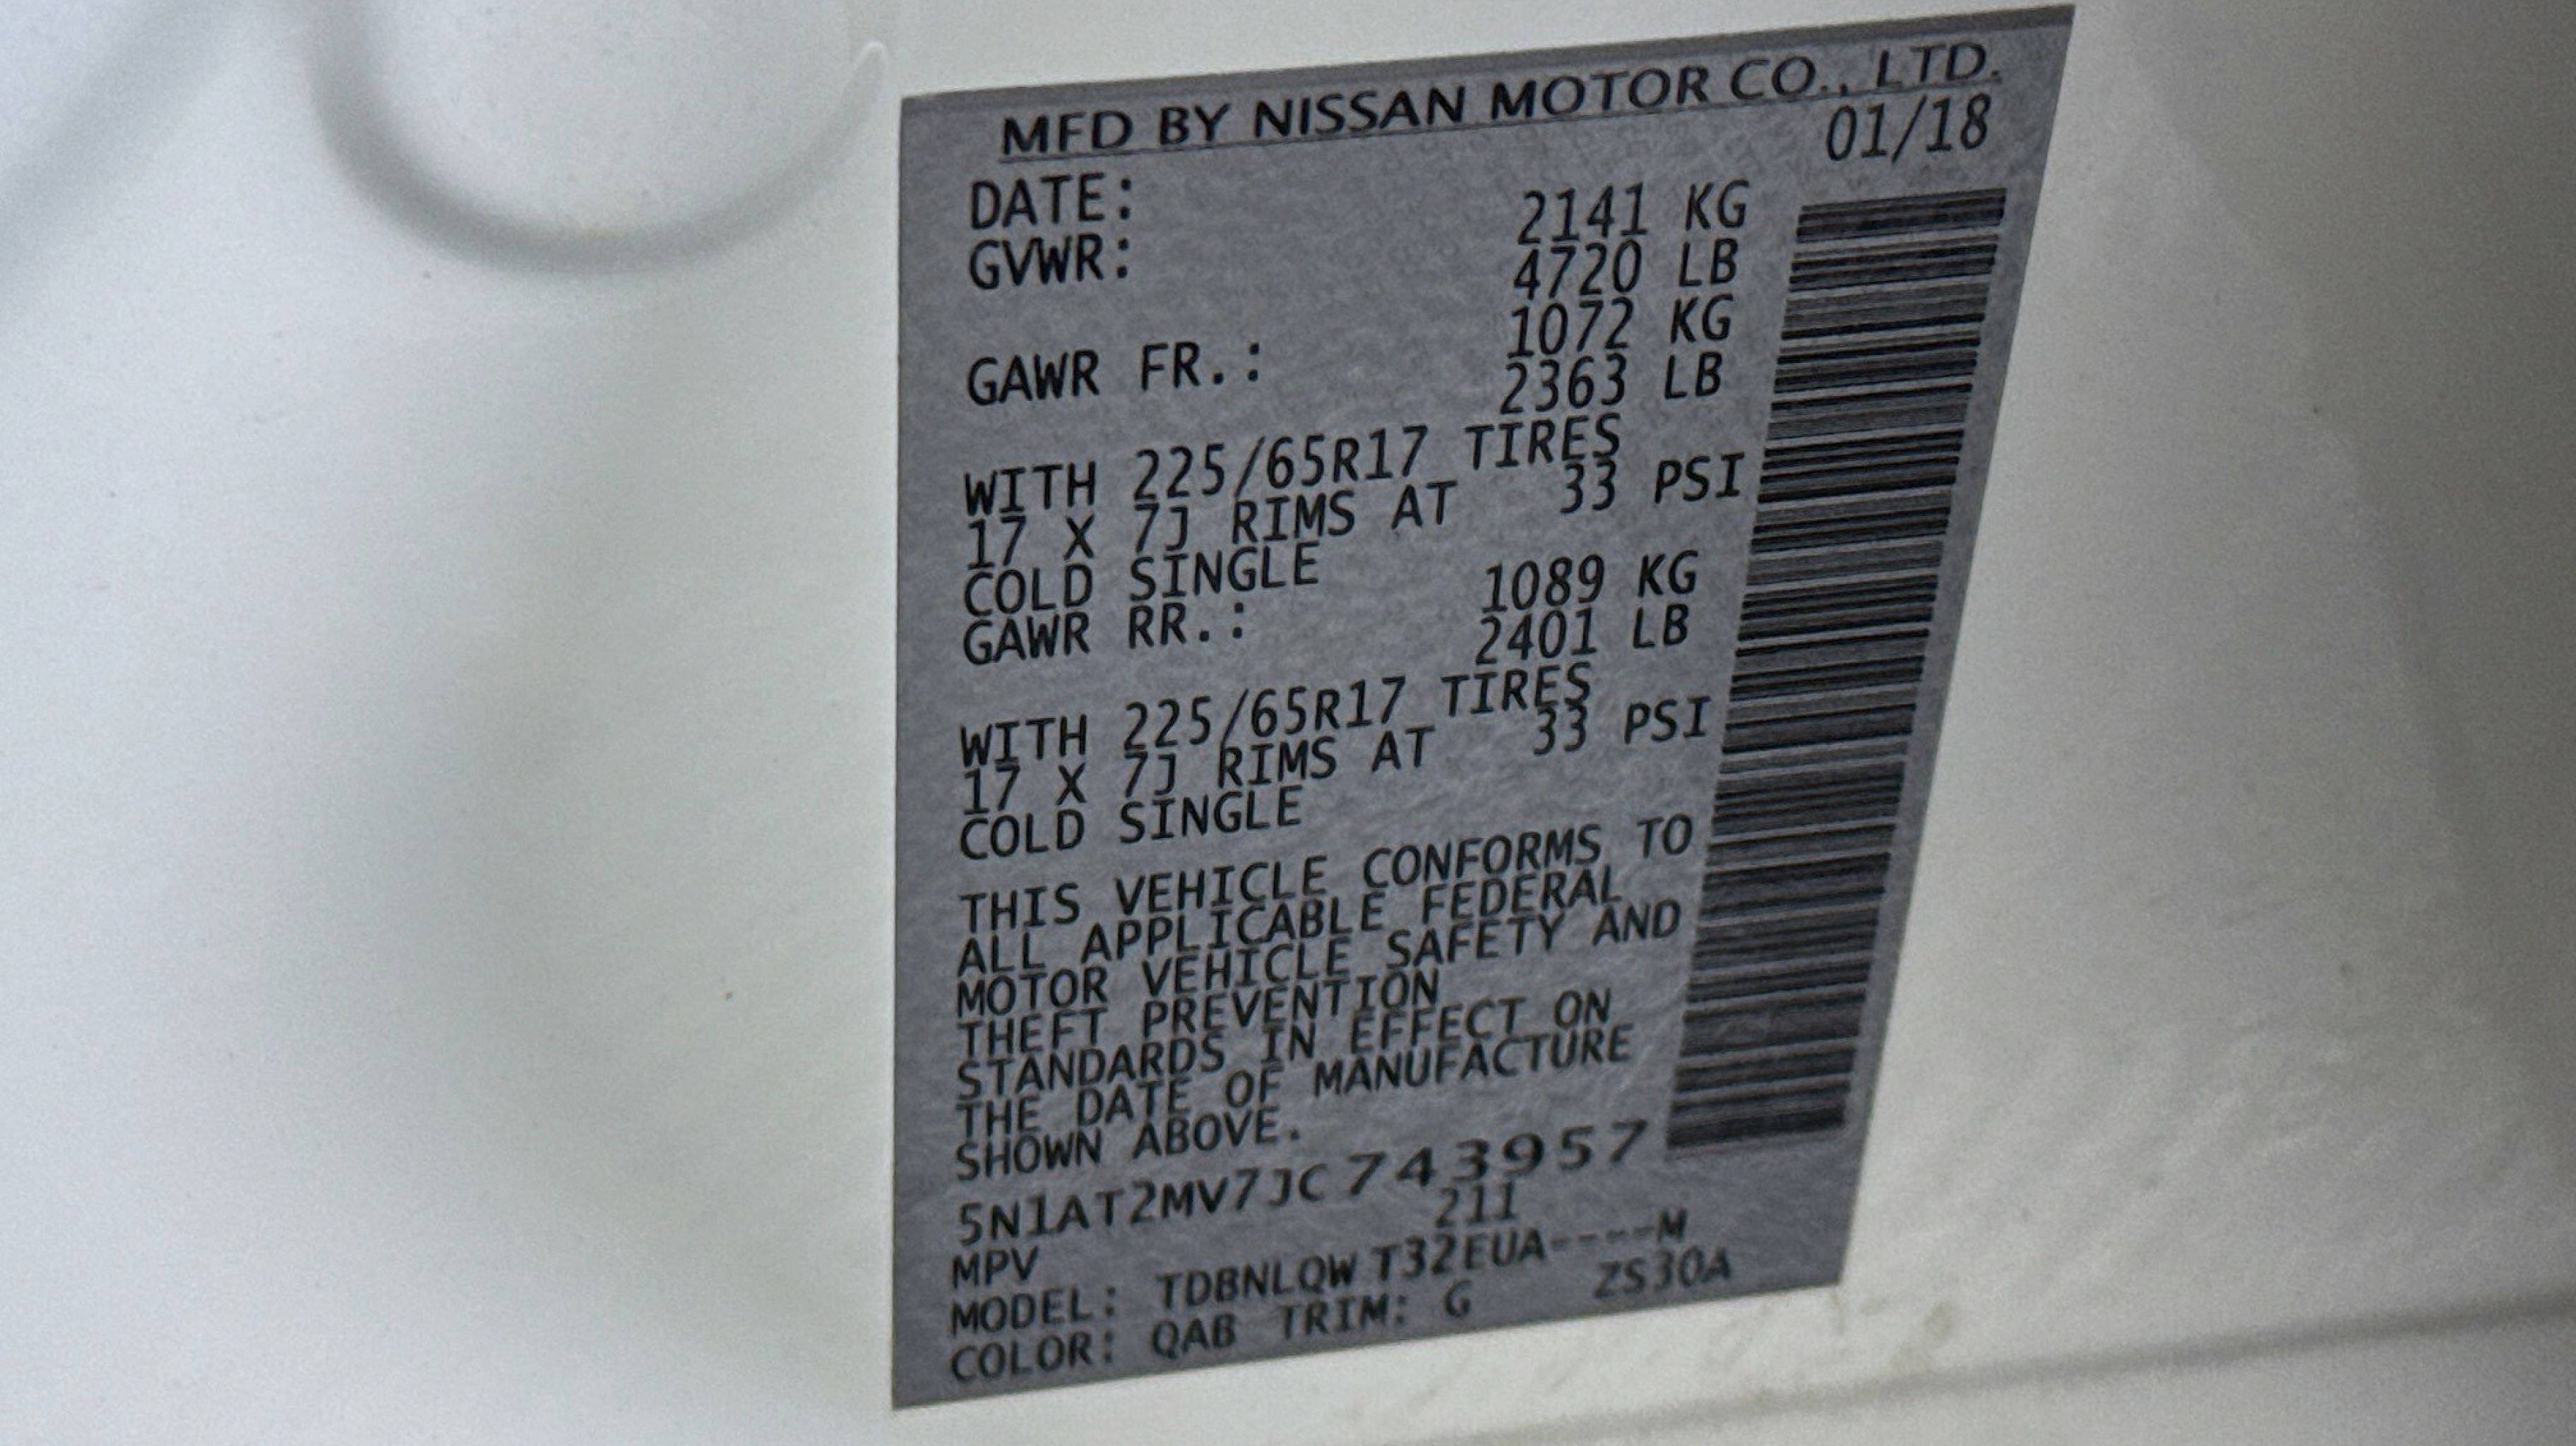 MFD BY NISSAN MOTOR CO., LTD.
DATE: 01/18
GVWR: 2141 KG
4720 LB
GAWR FR.: 1072 KG
2363 LB
WITH 225/65R17 TIRES
17 X 7J RIMS AT 33 PSI
COLD SINGLE
GAWR RR.: 1089 KG
2401 LB
WITH 225/65R17 TIRES
17 X 7J RIMS AT 33 PSI
COLD SINGLE
THIS VEHICLE CONFORMS TO
ALL APPLICABLE FEDERAL
MOTOR VEHICLE SAFETY AND
THEFT PREVENTION
STANDARDS IN EFFECT ON
THE DATE OF MANUFACTURE
SHOWN ABOVE.
5N1AT2MV7JC743957
MPV 211
MODEL: TDBNLQWT32EUA----M
COLOR: QAB TRIM: G ZS30A